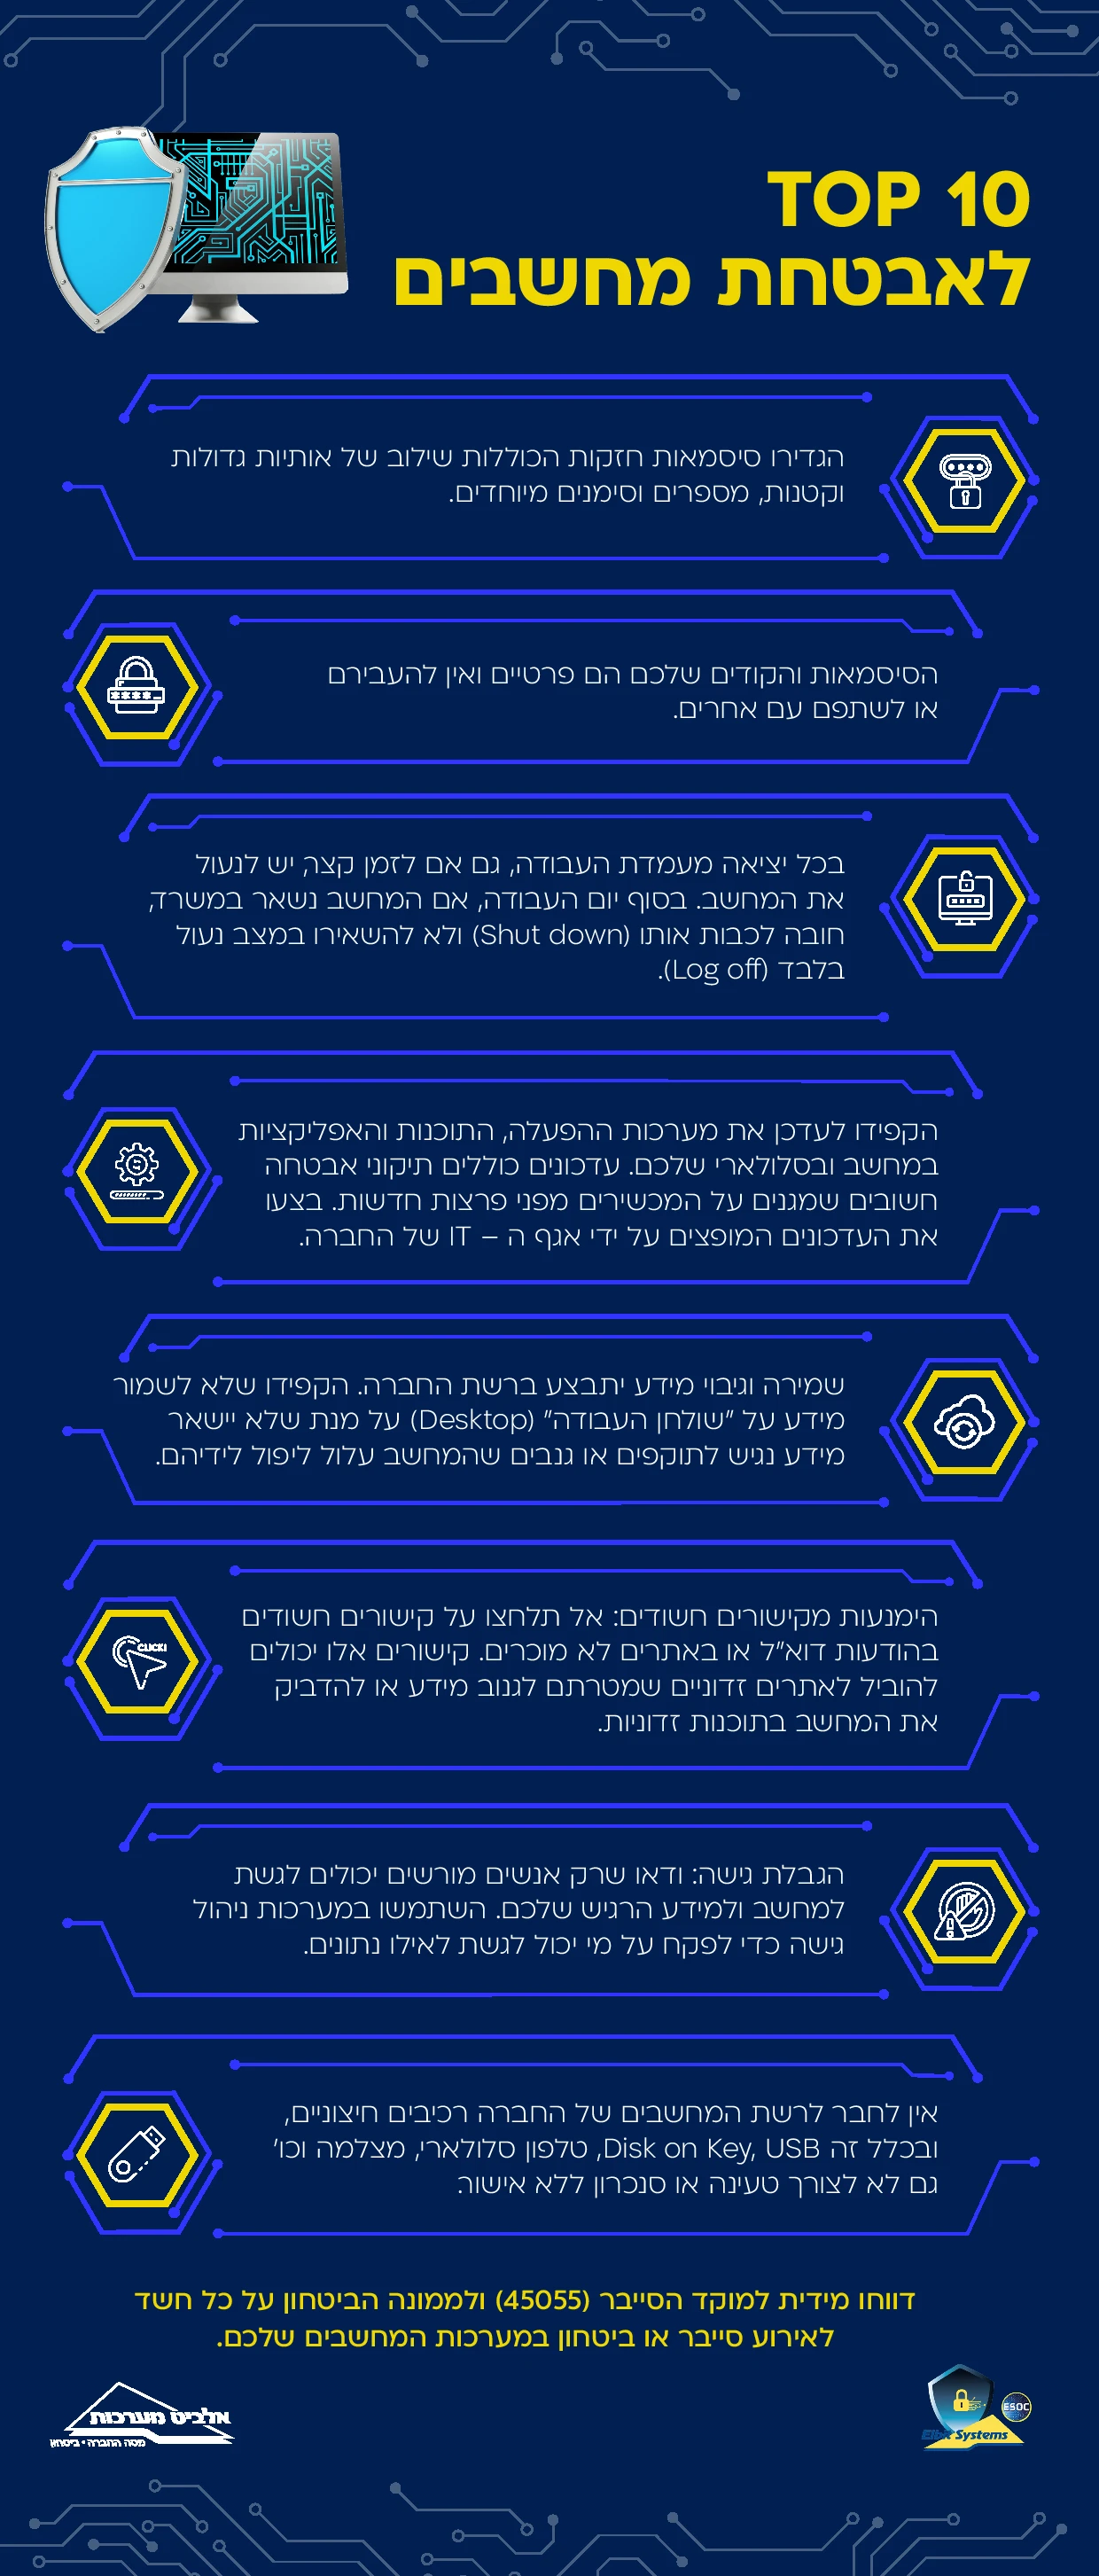 TOP 10
לאבטחת מחשבים
הגדירו סיסמאות חזקות הכוללות שילוב של אותיות גדולות
וקטנות, מספרים וסימנים מיוחדים.
הסיסמאות והקודים שלכם הם פרטיים ואין להעבירם
או לשתפם עם אחרים.
בכל יציאה מעמדת העבודה, גם אם לזמן קצר, יש לנעול
את המחשב. בסוף יום העבודה, אם המחשב נשאר במשרד,
חובה לכבות אותו (Shut down) ולא להשאירו במצב נעול
בלבד (Log off).
הקפידו לעדכן את מערכות ההפעלה, התוכנות והאפליקציות
במחשב ובסלולארי שלכם. עדכונים כוללים תיקוני אבטחה
חשובים שמגנים על המכשירים מפני פרצות חדשות. בצעו
את העדכונים המופצים על ידי אגף ה – IT של החברה.
שמירה וגיבוי מידע יתבצע ברשת החברה. הקפידו שלא לשמור
מידע על "שולחן העבודה" (Desktop) על מנת שלא יישאר
מידע נגיש לתוקפים או גנבים שהמחשב עלול ליפול לידיהם.
CLICK!
הימנעות מקישורים חשודים: אל תלחצו על קישורים חשודים
בהודעות דוא"ל או באתרים לא מוכרים. קישורים אלו יכולים
להוביל לאתרים זדוניים שמטרתם לגנוב מידע או להדביק
את המחשב בתוכנות זדוניות.
הגבלת גישה: ודאו שרק אנשים מורשים יכולים לגשת
למחשב ולמידע הרגיש שלכם. השתמשו במערכות ניהול
גישה כדי לפקח על מי יכול לגשת לאילו נתונים.
אין לחבר לרשת המחשבים של החברה רכיבים חיצוניים,
ובכלל זה Disk on Key, USB, טלפון סלולארי, מצלמה וכו'
גם לא לצורך טעינה או סנכרון ללא אישור.
דווחו מידית למוקד הסייבר (45055) ולממונה הביטחון על כל חשד
לאירוע סייבר או ביטחון במערכות המחשבים שלכם.
ESOC
Elbit Systems
אלביט מערכות
מטה החברה • ביטחון